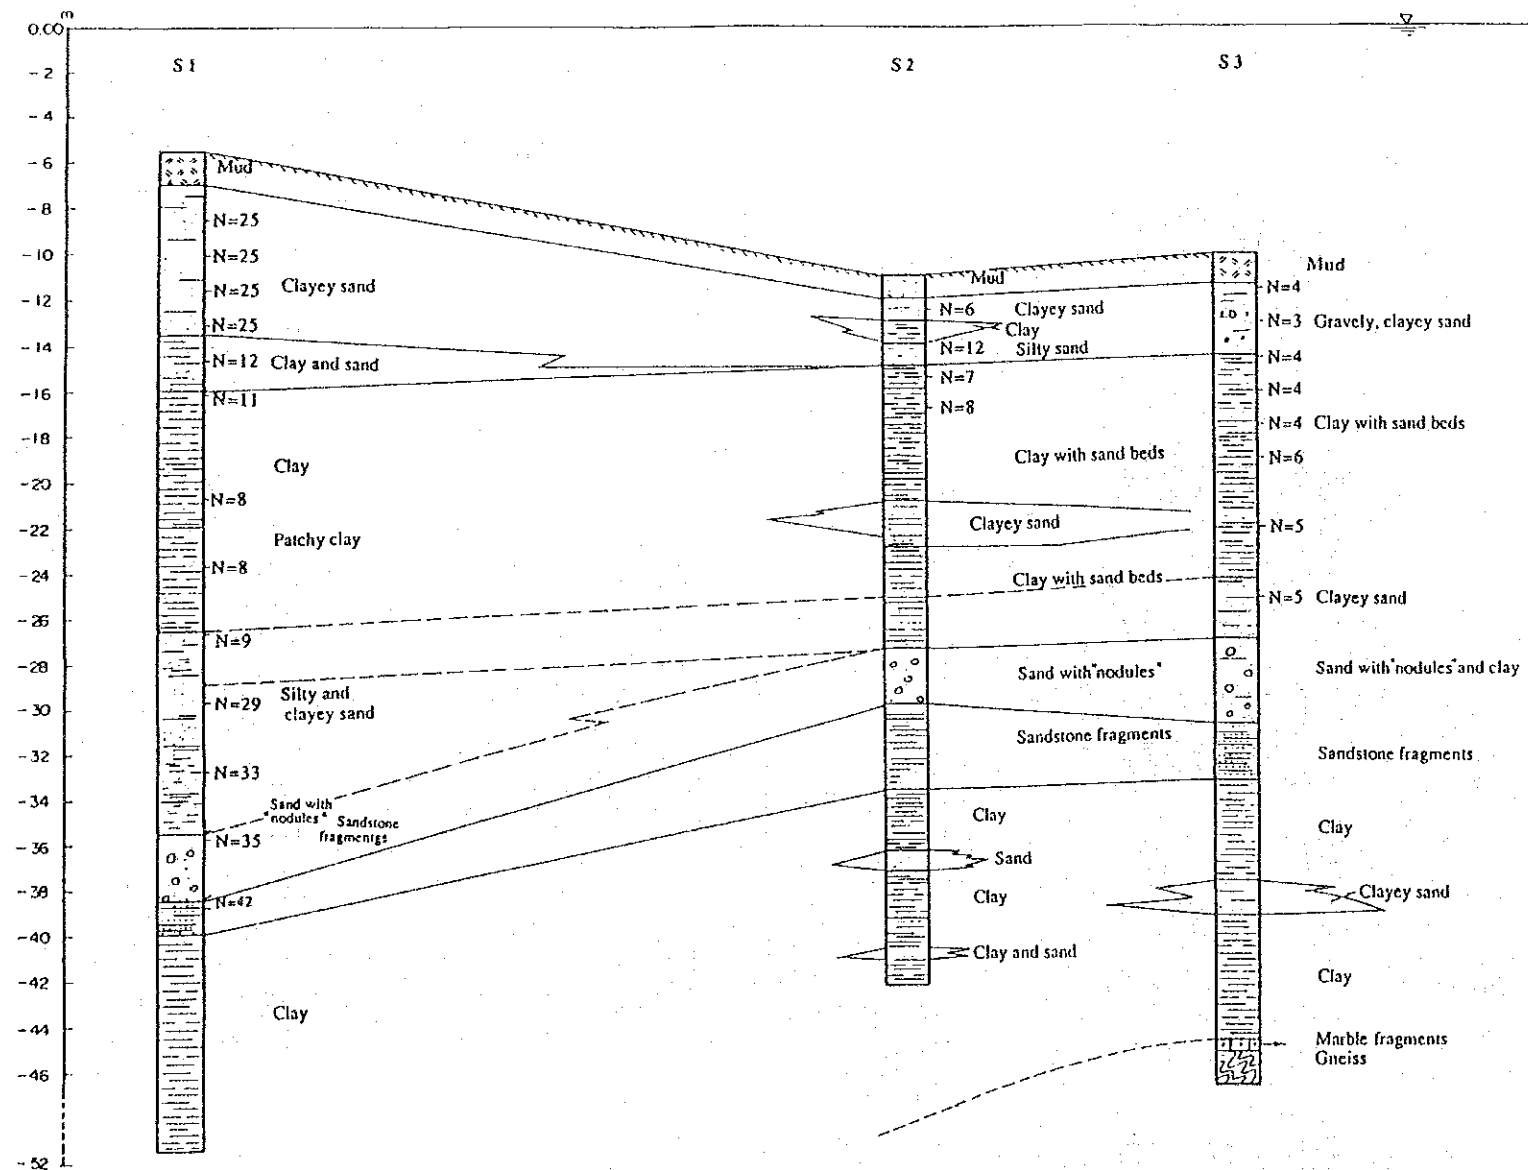 m
0.00
S1
S2
S3
-2
-4
-6
-8
-10
-12
-14
-16
-18
-20
-22
-24
-26
-28
-30
-32
-34
-36
-38
-40
-42
-44
-46
-52
Mud
N=25
N=25
N=25
Clayey sand
N=25
N=12
Clay and sand
N=11
Clay
N=8
Patchy clay
N=8
N=9
Silty and
clayey sand
N=29
N=33
"Sand with
"nodules"
Sandstone
fragmentgs
N=35
N=42
Clay
Mud
N=6
Clayey sand
Clay
N=12
Silty sand
N=7
N=8
Clay with sand beds
Clayey sand
Clay with sand beds
Sand with "nodules"
Sandstone fragments
Clay
Sand
Clay
Clay and sand
Mud
N=4
N=3 Gravely, clayey sand
N=4
N=4
N=4 Clay with sand beds
N=6
N=5
N=5 Clayey sand
Sand with "nodules" and clay
Sandstone fragments
Clay
Clayey sand
Clay
Marble fragments
Gneiss